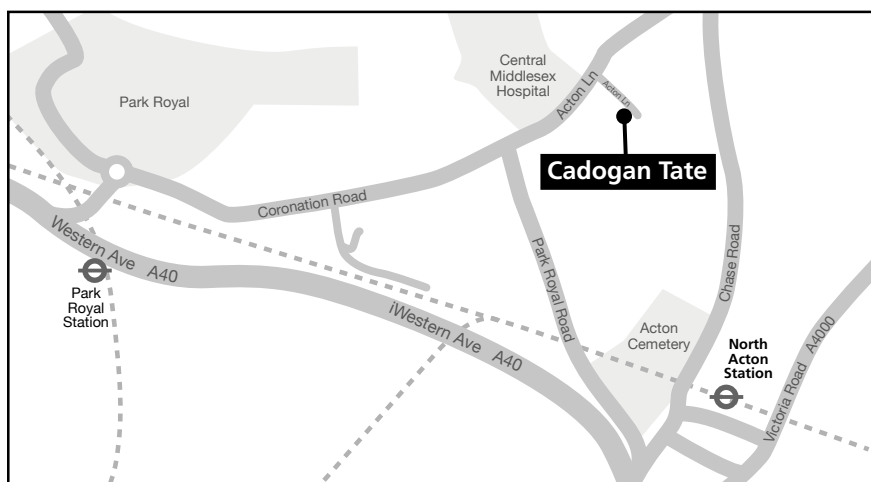 Central
Middlesex
Hospital
Park Royal
Acton Ln
Acton Ln
Cadogan Tate
Coronation Road
Western Ave A40
Park
Royal
Station
Park Royal Road
Chase Road
iWestern Ave A40
Acton
Cemetery
North
Acton
Station
Victoria Road A4000